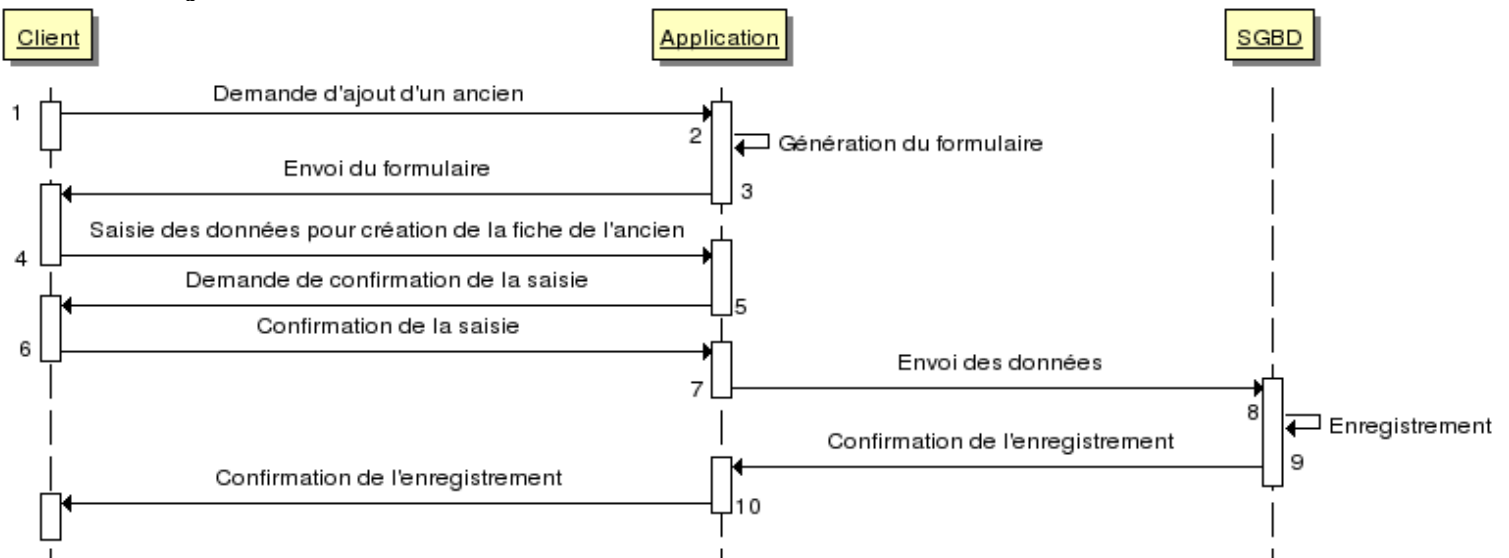 Client
Application
SGBD
Demande d'ajout d'un ancien
1
2
Génération du formulaire
Envoi du formulaire
3
Saisie des données pour création de la fiche de l'ancien
4
Demande de confirmation de la saisie
5
Confirmation de la saisie
6
Envoi des données
7
8
Enregistrement
Confirmation de l'enregistrement
9
Confirmation de l'enregistrement
10